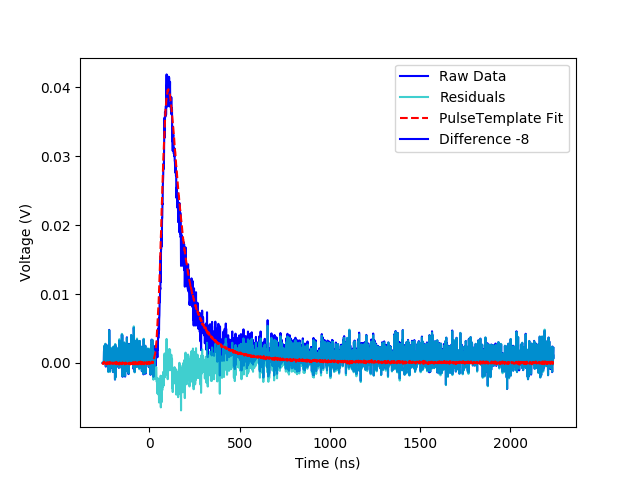 Raw Data
Residuals
PulseTemplate Fit
Difference -8
0.04
0.03
0.02
0.01
0.00
Voltage (V)
0
500
1000
1500
2000
Time (ns)